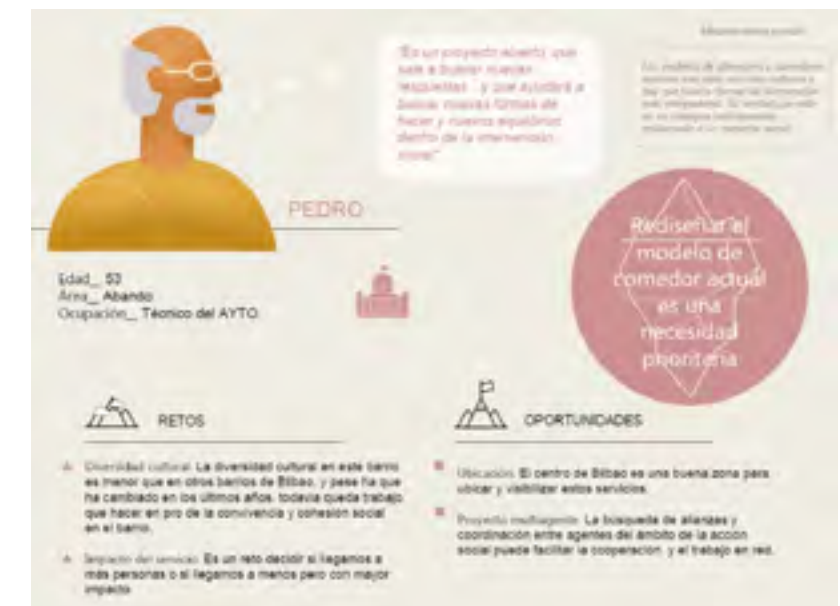 "Es un proyecto abierto, que
sale a buscar nuevas
respuestas... y que ayudará a
buscar nuevas formas de
hacer y nuevos equilibrios
dentro de la intervención
social"
PEDRO
Edad_ 53
Área_ Abando
Ocupación_ Técnico del AYTO
Rediseñar el
modelo de
comedor actual
es una
necesidad
prioritaria
RETOS
Diversidad cultural. La diversidad cultural en este barrio
es menor que en otros barrios de Bilbao, y pese ha que
ha cambiado en los últimos años, todavía queda trabajo
que hacer en pro de la convivencia y cohesión social
en el barrio.
Impacto del servicio. Es un reto decidir si llegamos a
más personas o si llegamos a menos pero con mayor
impacto
OPORTUNIDADES
Ubicación. El centro de Bilbao es una buena zona para
ubicar y visibilizar estos servicios.
Proyecto multiagente. La búsqueda de alianzas y
coordinación entre agentes del ámbito de la acción
social puede facilitar la cooperación y el trabajo en red.